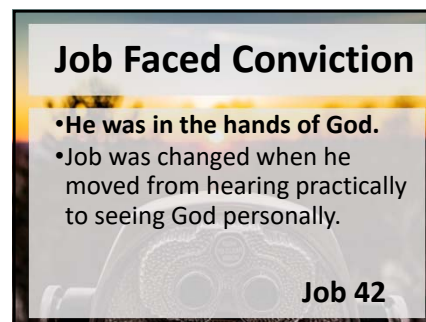 Job Faced Conviction
•He was in the hands of God.
•Job was changed when he
moved from hearing practically
to seeing God personally.
Job 42